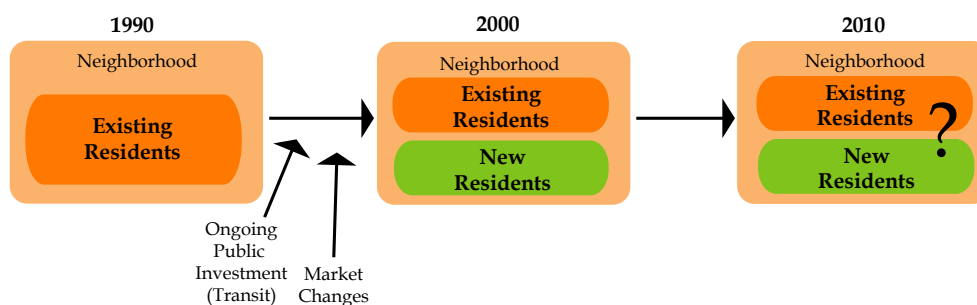 1990
Neighborhood
Existing
Residents
Ongoing
Public
Investment
(Transit)
Market
Changes
2000
Neighborhood
Existing
Residents
New
Residents
2010
Neighborhood
Existing
Residents
?
New
Residents